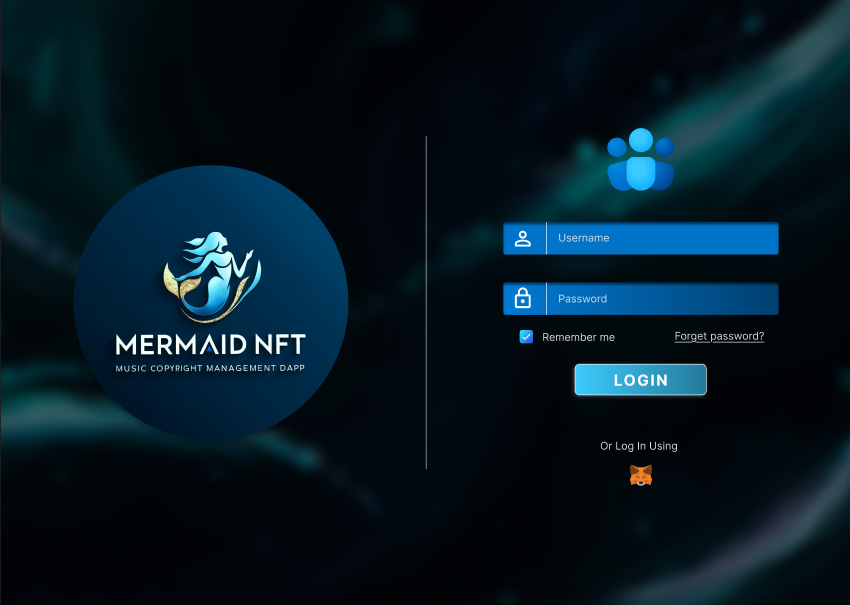 MERMAID NFT
MUSIC COPYRIGHT MANAGEMENT DAPP
Username
Password
Remember me
Forget password?
LOGIN
Or Log In Using